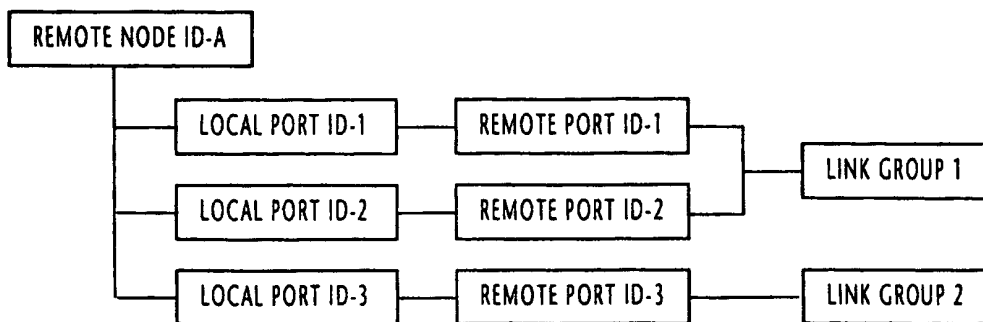 REMOTE NODE ID-A
LOCAL PORT ID-1
REMOTE PORT ID-1
LINK GROUP 1
LOCAL PORT ID-2
REMOTE PORT ID-2
LOCAL PORT ID-3
REMOTE PORT ID-3
LINK GROUP 2